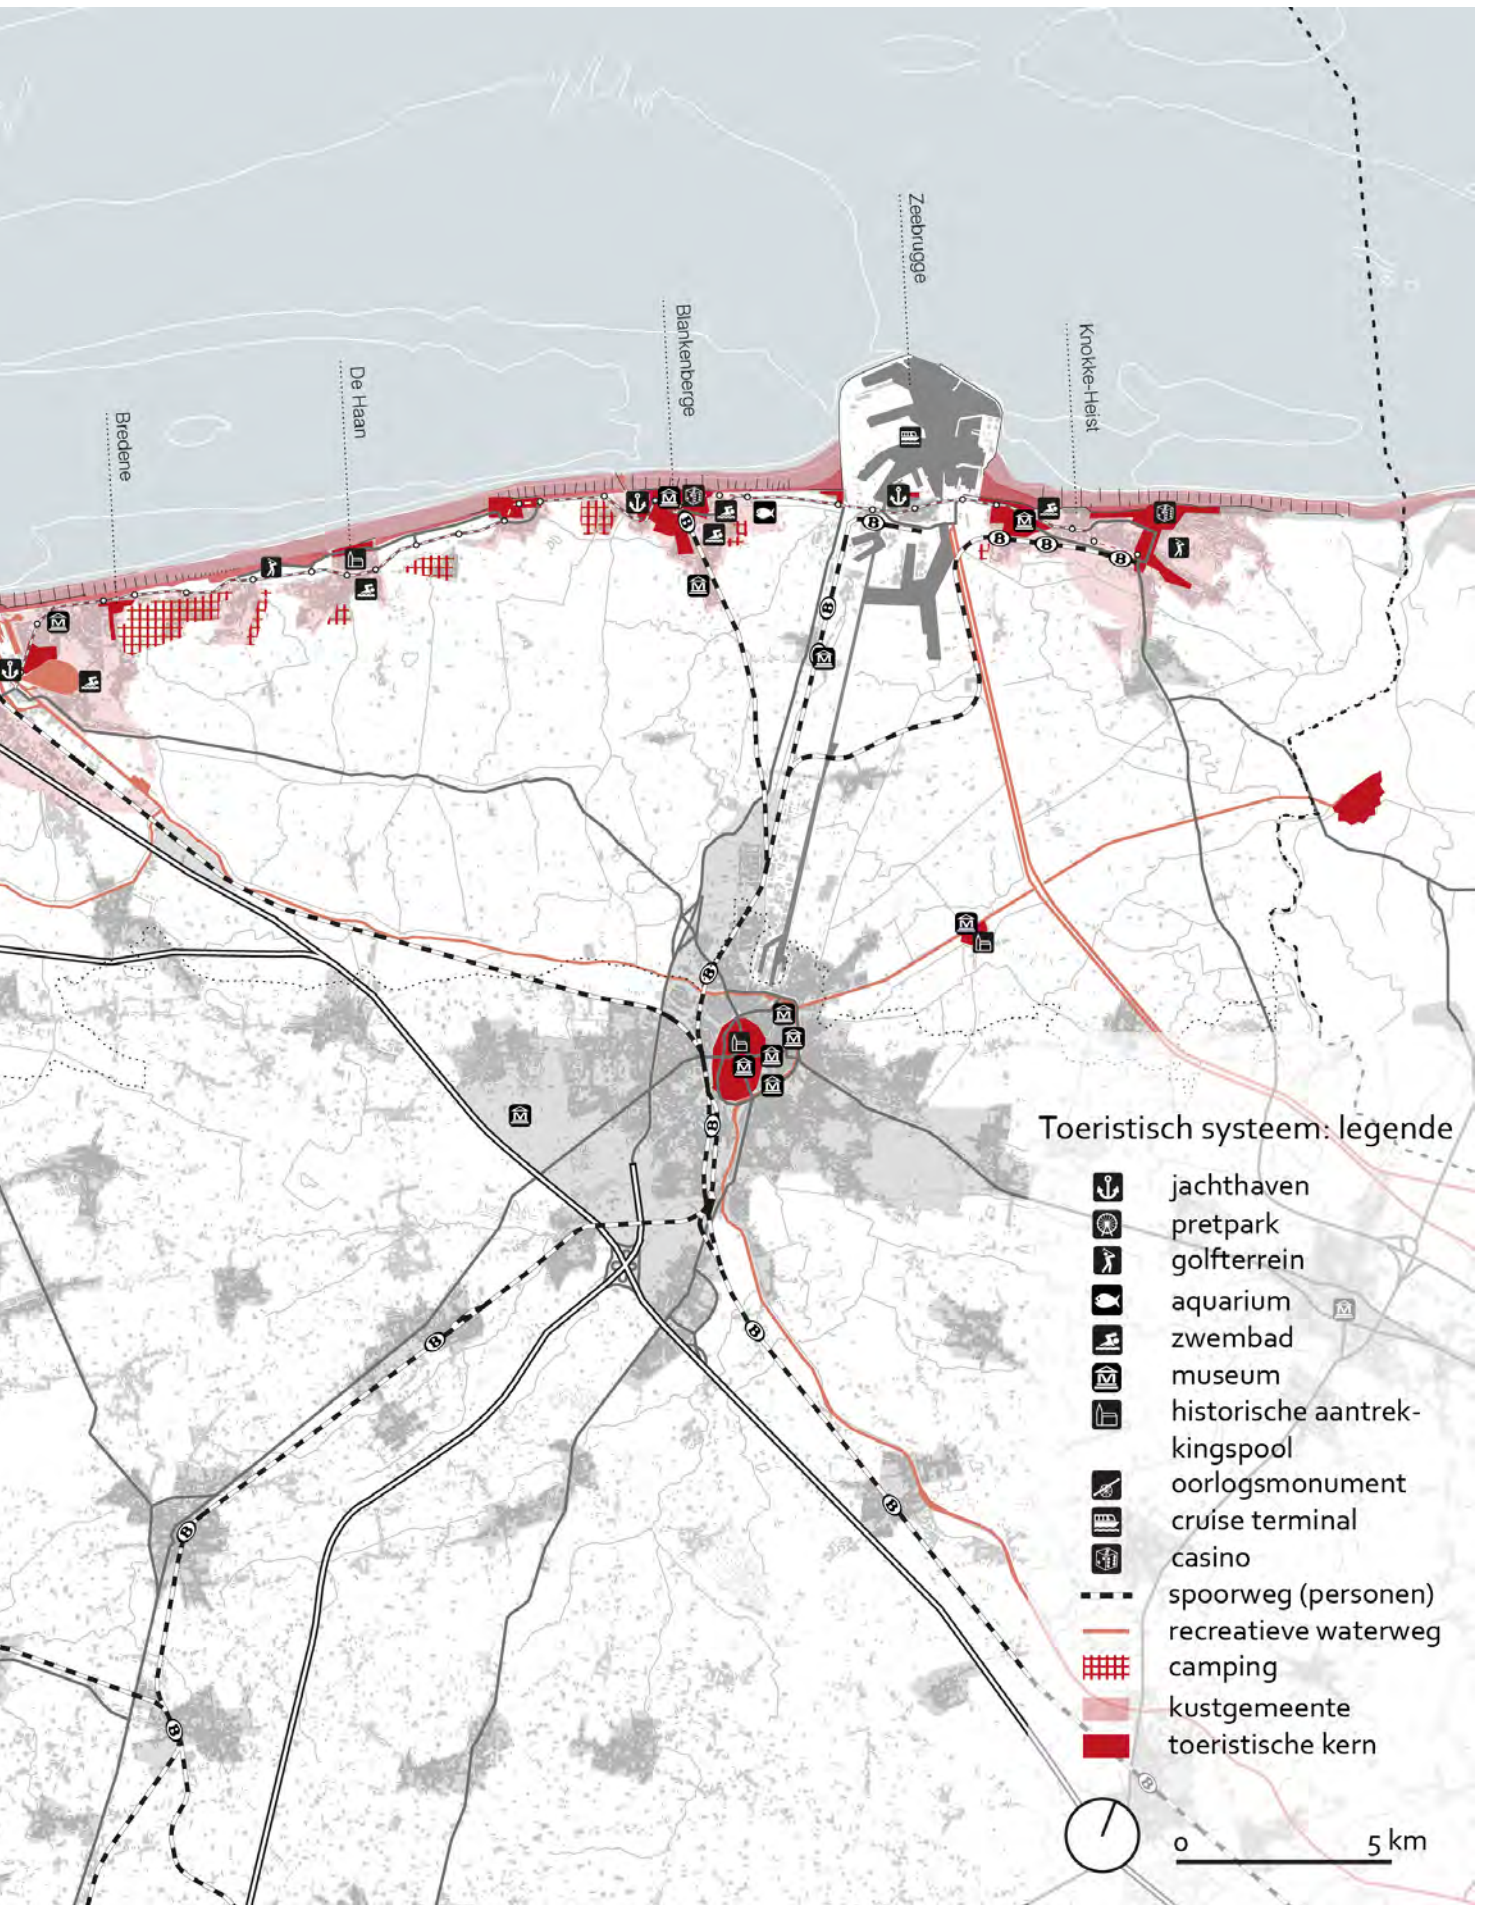 Zeebrugge
Blankenberge
Knokke-Heist
De Haan
Bredene
Toeristisch systeem: legende
jachthaven
pretpark
golfterrein
aquarium
zwembad
museum
historische aantrek-
kingspool
oorlogsmonument
cruise terminal
casino
spoorweg (personen)
recreatieve waterweg
camping
kustgemeente
toeristische kern
0 5 km